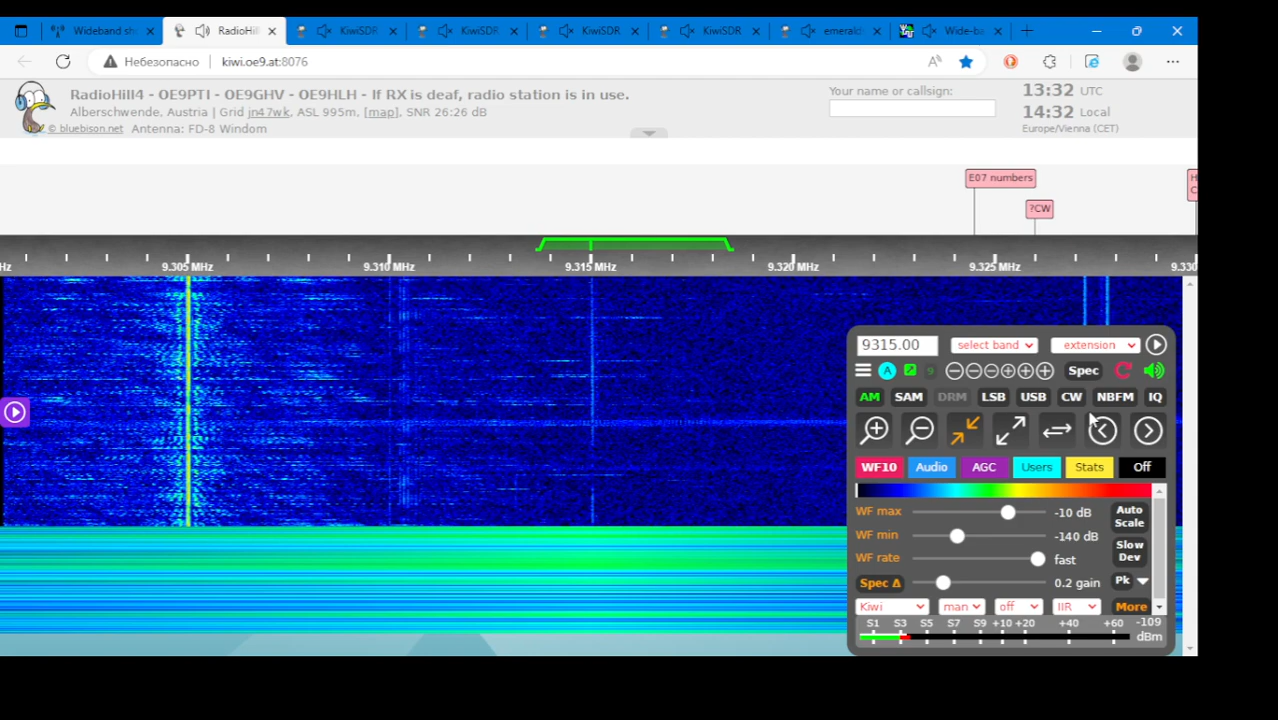 Wideband sh
RadioHill
KiwiSDR
KiwiSDR
KiwiSDR
KiwiSDR
emerald
Wide-ba
Небезопасно
kiwi.oe9.at:8076
RadioHill4 - OE9PTI - OE9GHV - OE9HLH - If RX is deaf, radio station is in use.
Alberschwende, Austria | Grid jn47wk, ASL 995m, [map], SNR 26:26 dB
© bluebison.net Antenna: FD-8 Windom
Your name or callsign:
13:32 UTC
14:32 Local
Europe/Vienna (CET)
E07 numbers
?CW
H
C
Hz 9.305 MHz 9.310 MHz 9.315 MHz 9.320 MHz 9.325 MHz 9.330
9315.00 select band extension
A 9 Spec
AM SAM DRM LSB USB CW NBFM IQ
WF10 Audio AGC Users Stats Off
WF max -10 dB Auto Scale
WF min -140 dB
WF rate fast Slow Dev
Spec Δ 0.2 gain Pk
Kiwi man off IIR More
S1 S3 S5 S7 S9 +10 +20 +40 +60 -109
dBm